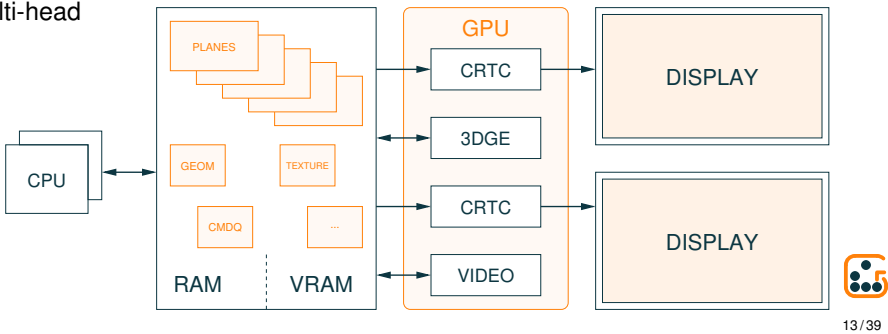 lti-head
GPU
PLANES
CRTC
DISPLAY
3DGE
GEOM
TEXTURE
CPU
CRTC
CMDQ
...
DISPLAY
RAM
VRAM
VIDEO
13/39